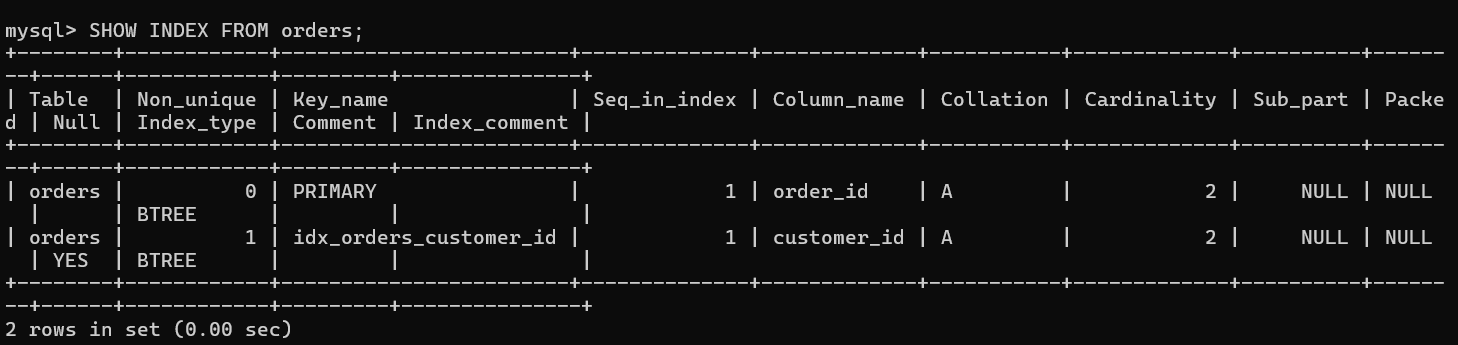 mysql> SHOW INDEX FROM orders;
+--------+------------+------------------------+--------------+-------------+-----------+-------------+----------+------
--+------+------------+---------+---------------+
| Table  | Non_unique | Key_name               | Seq_in_index | Column_name | Collation | Cardinality | Sub_part | Packe
d | Null | Index_type | Comment | Index_comment |
+--------+------------+------------------------+--------------+-------------+-----------+-------------+----------+------
--+------+------------+---------+---------------+
| orders |          0 | PRIMARY                |            1 | order_id    | A         |           2 |     NULL | NULL
  |      | BTREE      |         |               |
| orders |          1 | idx_orders_customer_id |            1 | customer_id | A         |           2 |     NULL | NULL
  | YES  | BTREE      |         |               |
+--------+------------+------------------------+--------------+-------------+-----------+-------------+----------+------
--+------+------------+---------+---------------+
2 rows in set (0.00 sec)